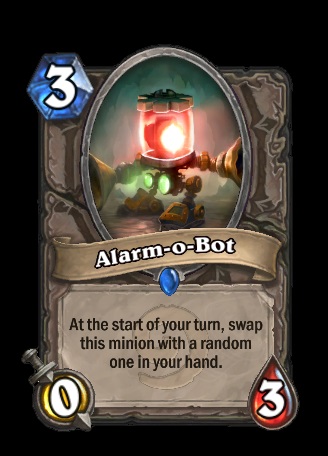 3
Alarm-o-Bot
At the start of your turn, swap
this minion with a random
one in your hand.
0
3